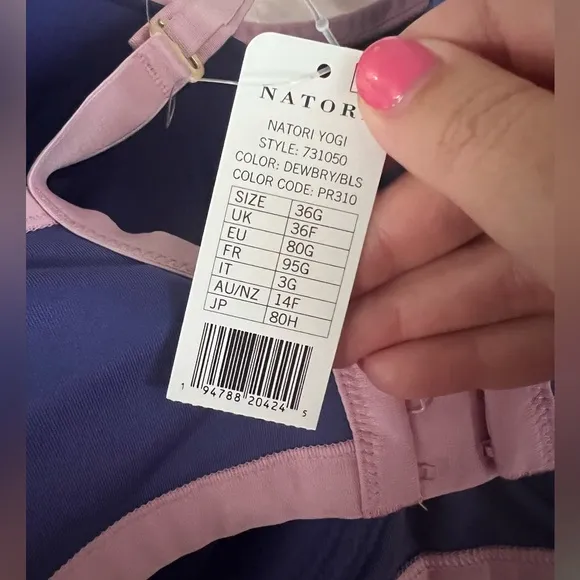 NATORI
NATORI YOGI
STYLE: 731050
COLOR: DEWBRY/BLS
COLOR CODE: PR310
SIZE 36G
UK 36F
EU 80G
FR 95G
IT 3G
AU/NZ 14F
JP 80H
1 94788 20424 5